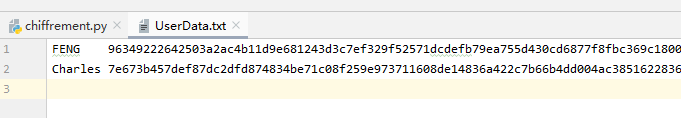 chiffrement.py UserData.txt
1 FENG 96349222642503a2ac4b11d9e681243d3c7ef329f52571dcdefb79ea755d430cd6877f8fbc369c1800
2 Charles 7e673b457def87dc2dfd874834be71c08f259e973711608de14836a422c7b66b4dd004ac3851622836
3